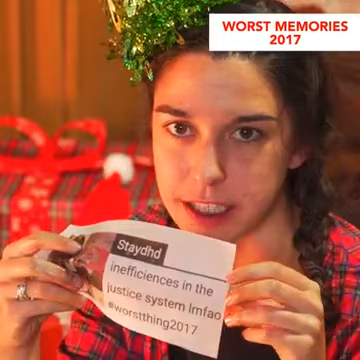 WORST MEMORIES
2017
Staydhd
inefficiences in the
justice system lmfao
#worstthing2017